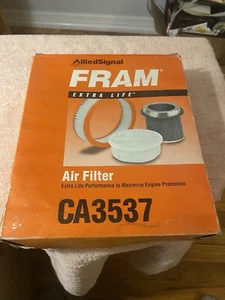 AlliedSignal
FRAM
EXTRA LIFE
Air Filter
Extra Life Performance to Maximize Engine Protection
CA3537